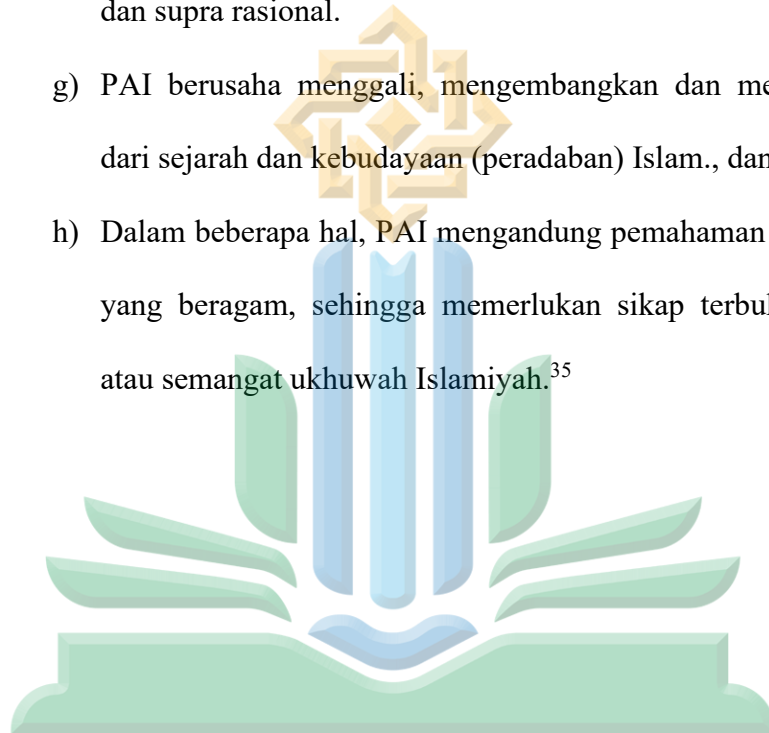 dan supra rasional.
g) PAI berusaha menggali, mengembangkan dan me
dari sejarah dan kebudayaan (peradaban) Islam., dan
h) Dalam beberapa hal, PAI mengandung pemahaman
yang beragam, sehingga memerlukan sikap
atau semangat ukhuwah Islamiyah.35